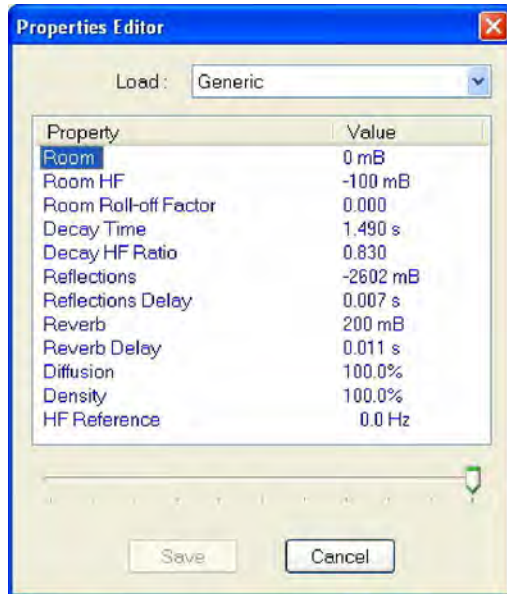 Properties Editor
Load: Generic
Property Value
Room 0 mB
Room HF -100 mB
Room Roll-off Factor 0.000
Decay Time 1.490 s
Decay HF Ratio 0.830
Reflections -2602 mB
Reflections Delay 0.007 s
Reverb 200 mB
Reverb Delay 0.011 s
Diffusion 100.0%
Density 100.0%
HF Reference 0.0 Hz
Save Cancel